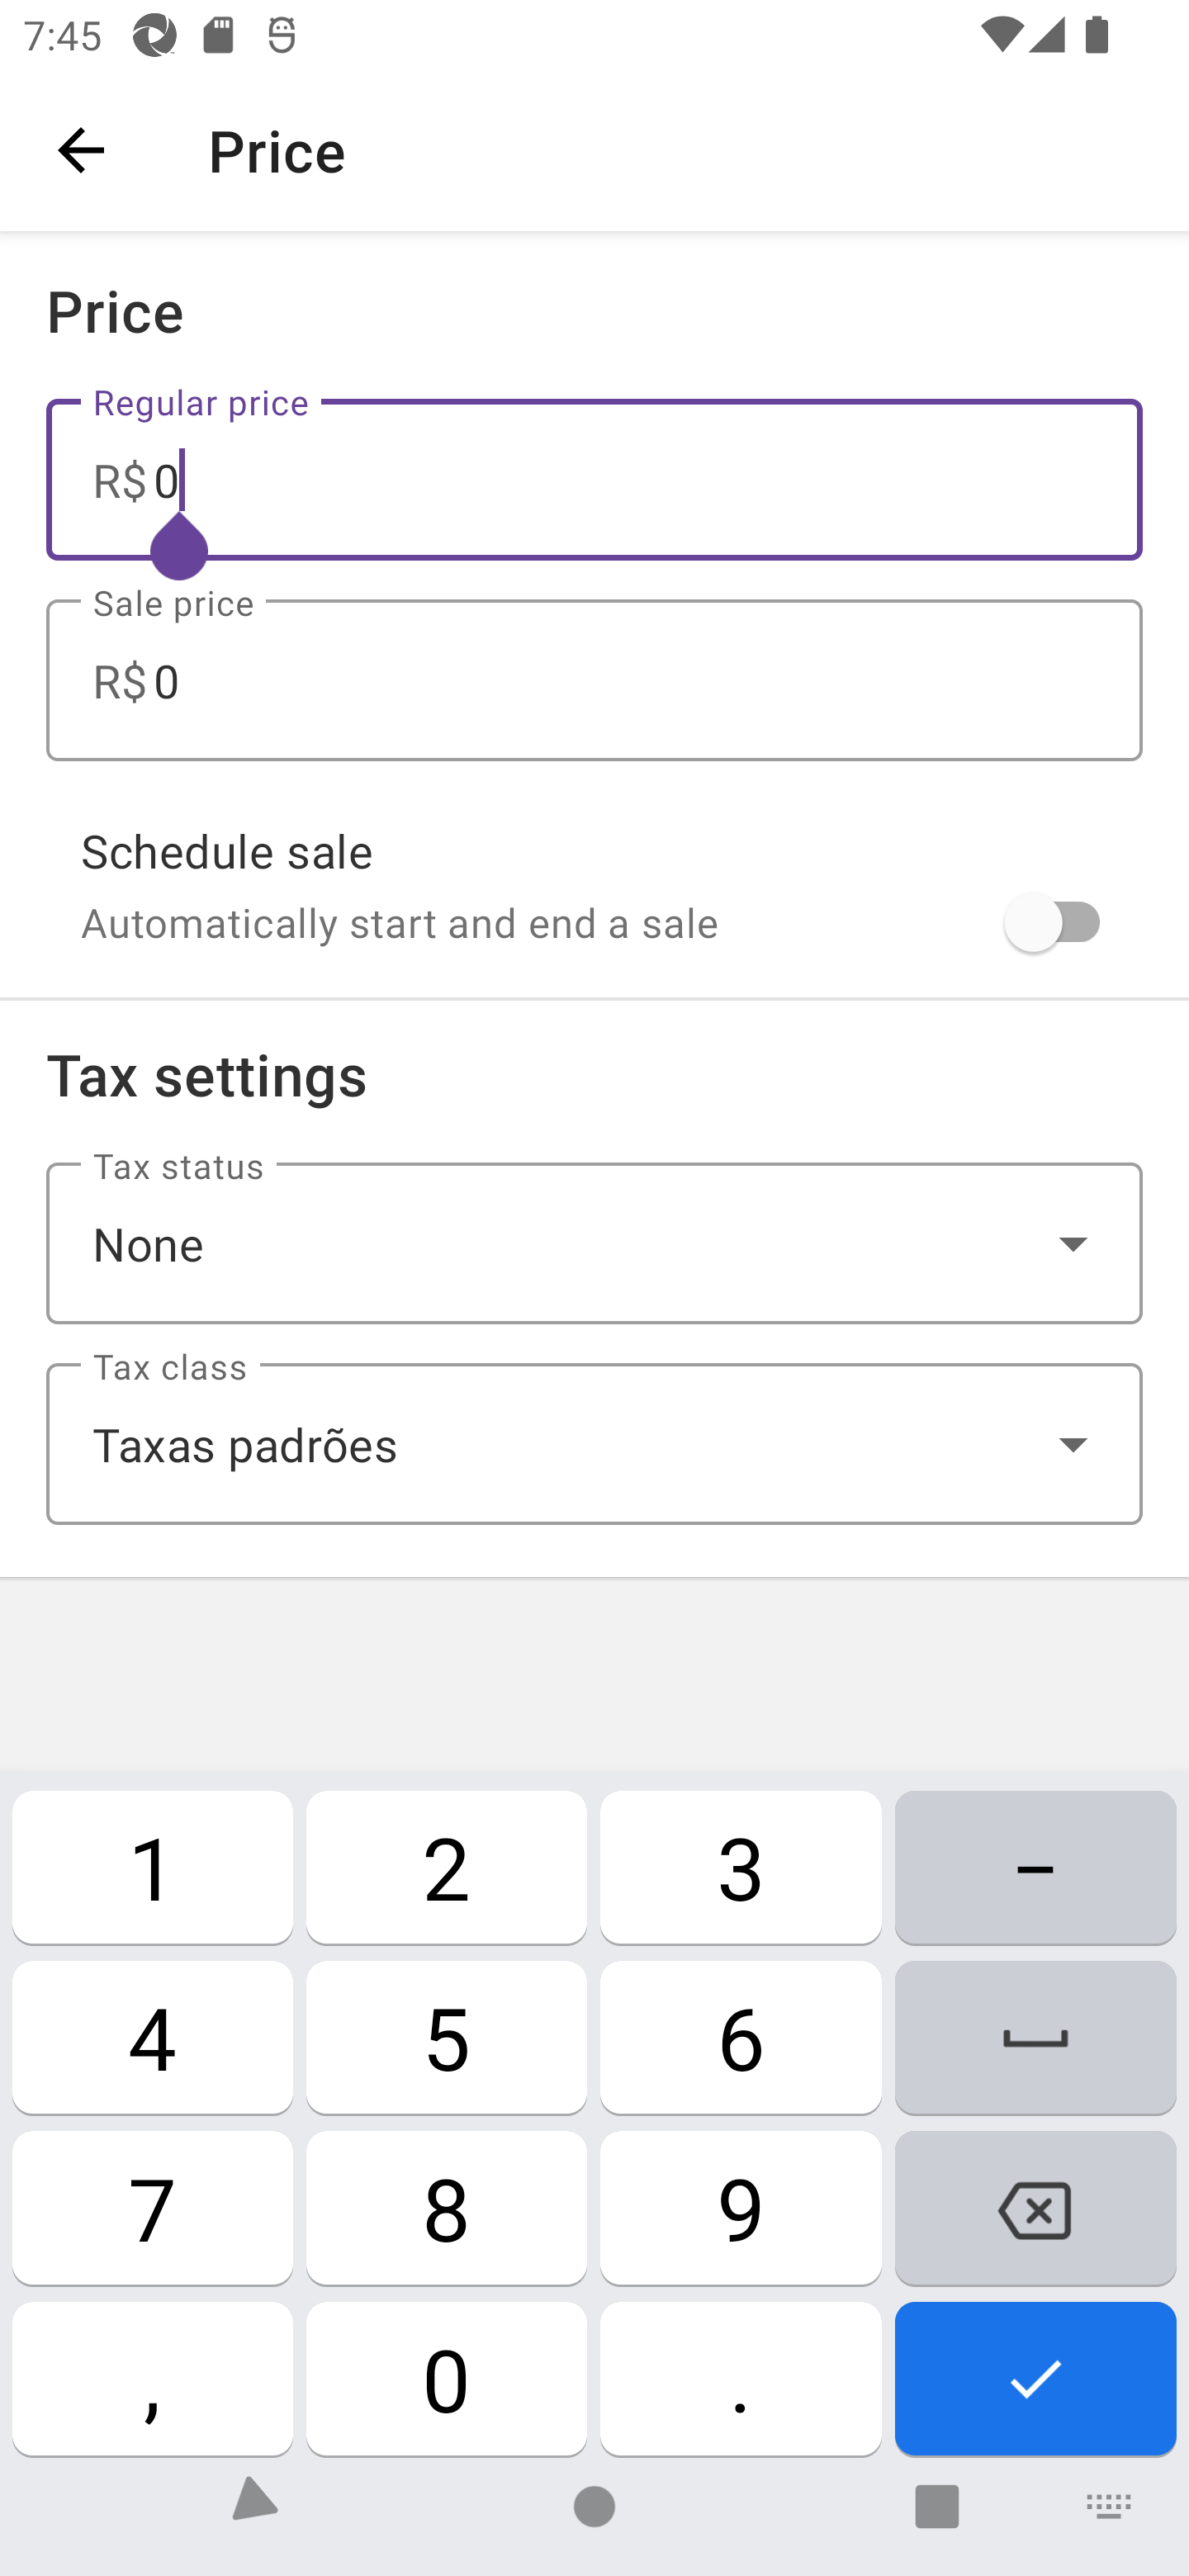 7:45
Price
Price
Regular price
R$ 0
Sale price
R$ 0
Schedule sale
Automatically start and end a sale
Tax settings
Tax status
None
Tax class
Taxas padrões
1 2 3 –
4 5 6
7 8 9
, 0 .